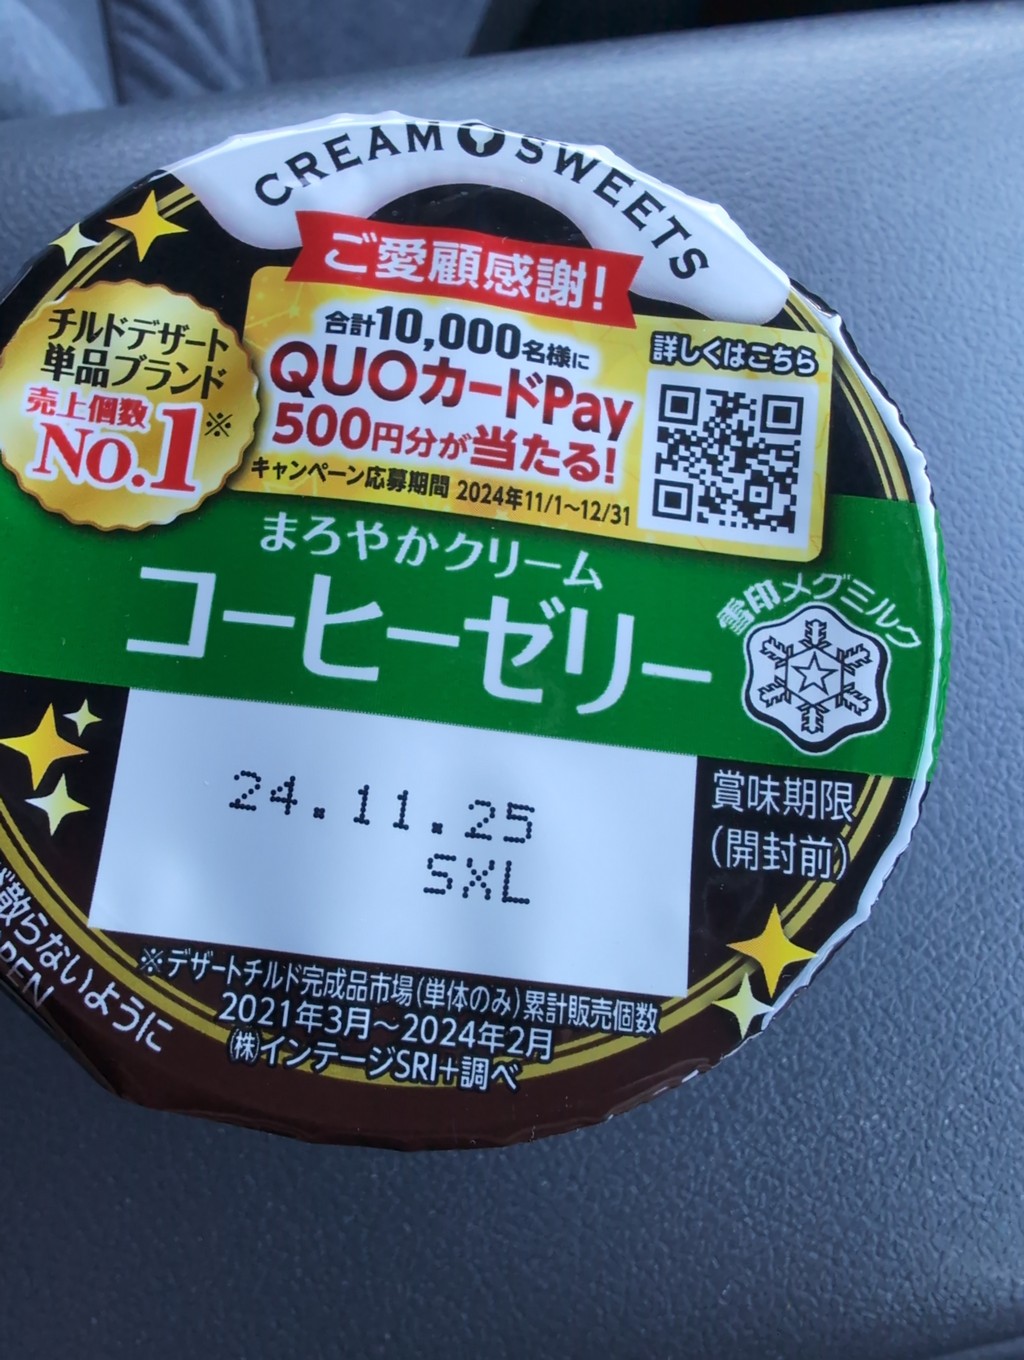 CREAM SWEETS
ご愛顧感謝!
合計10,000名様に
QUOカードPay
500円分が当たる!
キャンペーン応募期間 2024年11/1~12/31
詳しくはこちら
チルドデザート
単品ブランド
売上個数
No.1※
まろやかクリーム
コーヒーゼリー
雪印メグミルク
24.11.25
SXL
賞味期限
(開封前)
※デザートチルド完成品市場(単体のみ)累計販売個数
2021年3月~2024年2月
㈱インテージSRI+調べ
が散らないように
PEN